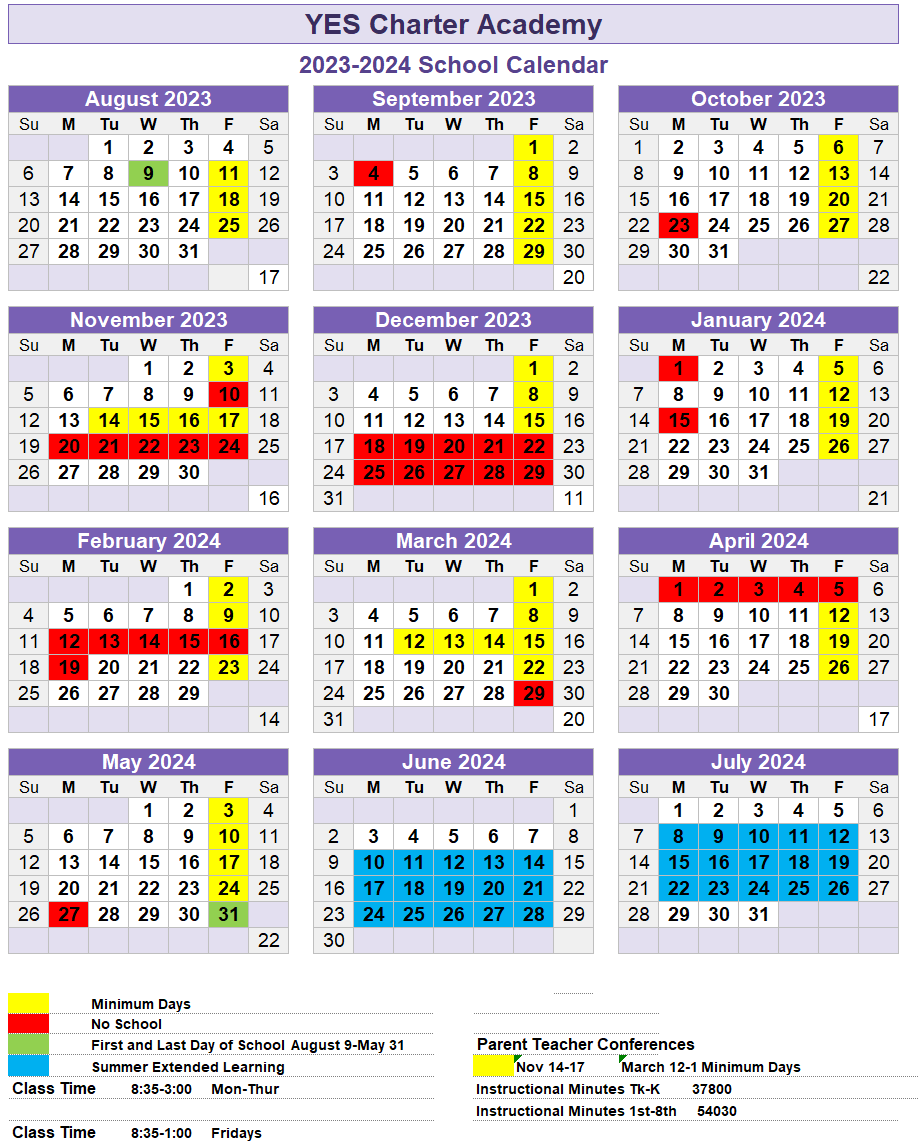 YES Charter Academy
2023-2024 School Calendar
August 2023 September 2023 October 2023
Su M Tu W Th F Sa Su M Tu W Th F Sa Su M Tu W Th F Sa
1 2 3 4 5 1 2 1 2 3 4 5 6 7
6 7 8 9 10 11 12 3 4 5 6 7 8 9 8 9 10 11 12 13 14
13 14 15 16 17 18 19 10 11 12 13 14 15 16 15 16 17 18 19 20 21
20 21 22 23 24 25 26 17 18 19 20 21 22 23 22 23 24 25 26 27 28
27 28 29 30 31 24 25 26 27 28 29 30 29 30 31
17 20 22
November 2023 December 2023 January 2024
Su M Tu W Th F Sa Su M Tu W Th F Sa Su M Tu W Th F Sa
1 2 3 4 1 2 1 2 3 4 5 6
5 6 7 8 9 10 11 3 4 5 6 7 8 9 7 8 9 10 11 12 13
12 13 14 15 16 17 18 10 11 12 13 14 15 16 14 15 16 17 18 19 20
19 20 21 22 23 24 25 17 18 19 20 21 22 23 21 22 23 24 25 26 27
26 27 28 29 30 24 25 26 27 28 29 30 28 29 30 31
16 31 11 21
February 2024 March 2024 April 2024
Su M Tu W Th F Sa Su M Tu W Th F Sa Su M Tu W Th F Sa
1 2 3 1 2 1 2 3 4 5 6
4 5 6 7 8 9 10 3 4 5 6 7 8 9 7 8 9 10 11 12 13
11 12 13 14 15 16 17 10 11 12 13 14 15 16 14 15 16 17 18 19 20
18 19 20 21 22 23 24 17 18 19 20 21 22 23 21 22 23 24 25 26 27
25 26 27 28 29 24 25 26 27 28 29 30 28 29 30
14 31 20 17
May 2024 June 2024 July 2024
Su M Tu W Th F Sa Su M Tu W Th F Sa Su M Tu W Th F Sa
1 2 3 4 1 1 2 3 4 5 6
5 6 7 8 9 10 11 2 3 4 5 6 7 8 7 8 9 10 11 12 13
12 13 14 15 16 17 18 9 10 11 12 13 14 15 14 15 16 17 18 19 20
19 20 21 22 23 24 25 16 17 18 19 20 21 22 21 22 23 24 25 26 27
26 27 28 29 30 31 23 24 25 26 27 28 29 28 29 30 31
22 30
Minimum Days
No School
First and Last Day of School August 9-May 31 Parent Teacher Conferences
Summer Extended Learning Nov 14-17 March 12-1 Minimum Days
Class Time 8:35-3:00 Mon-Thur Instructional Minutes Tk-K 37800
Instructional Minutes 1st-8th 54030
Class Time 8:35-1:00 Fridays